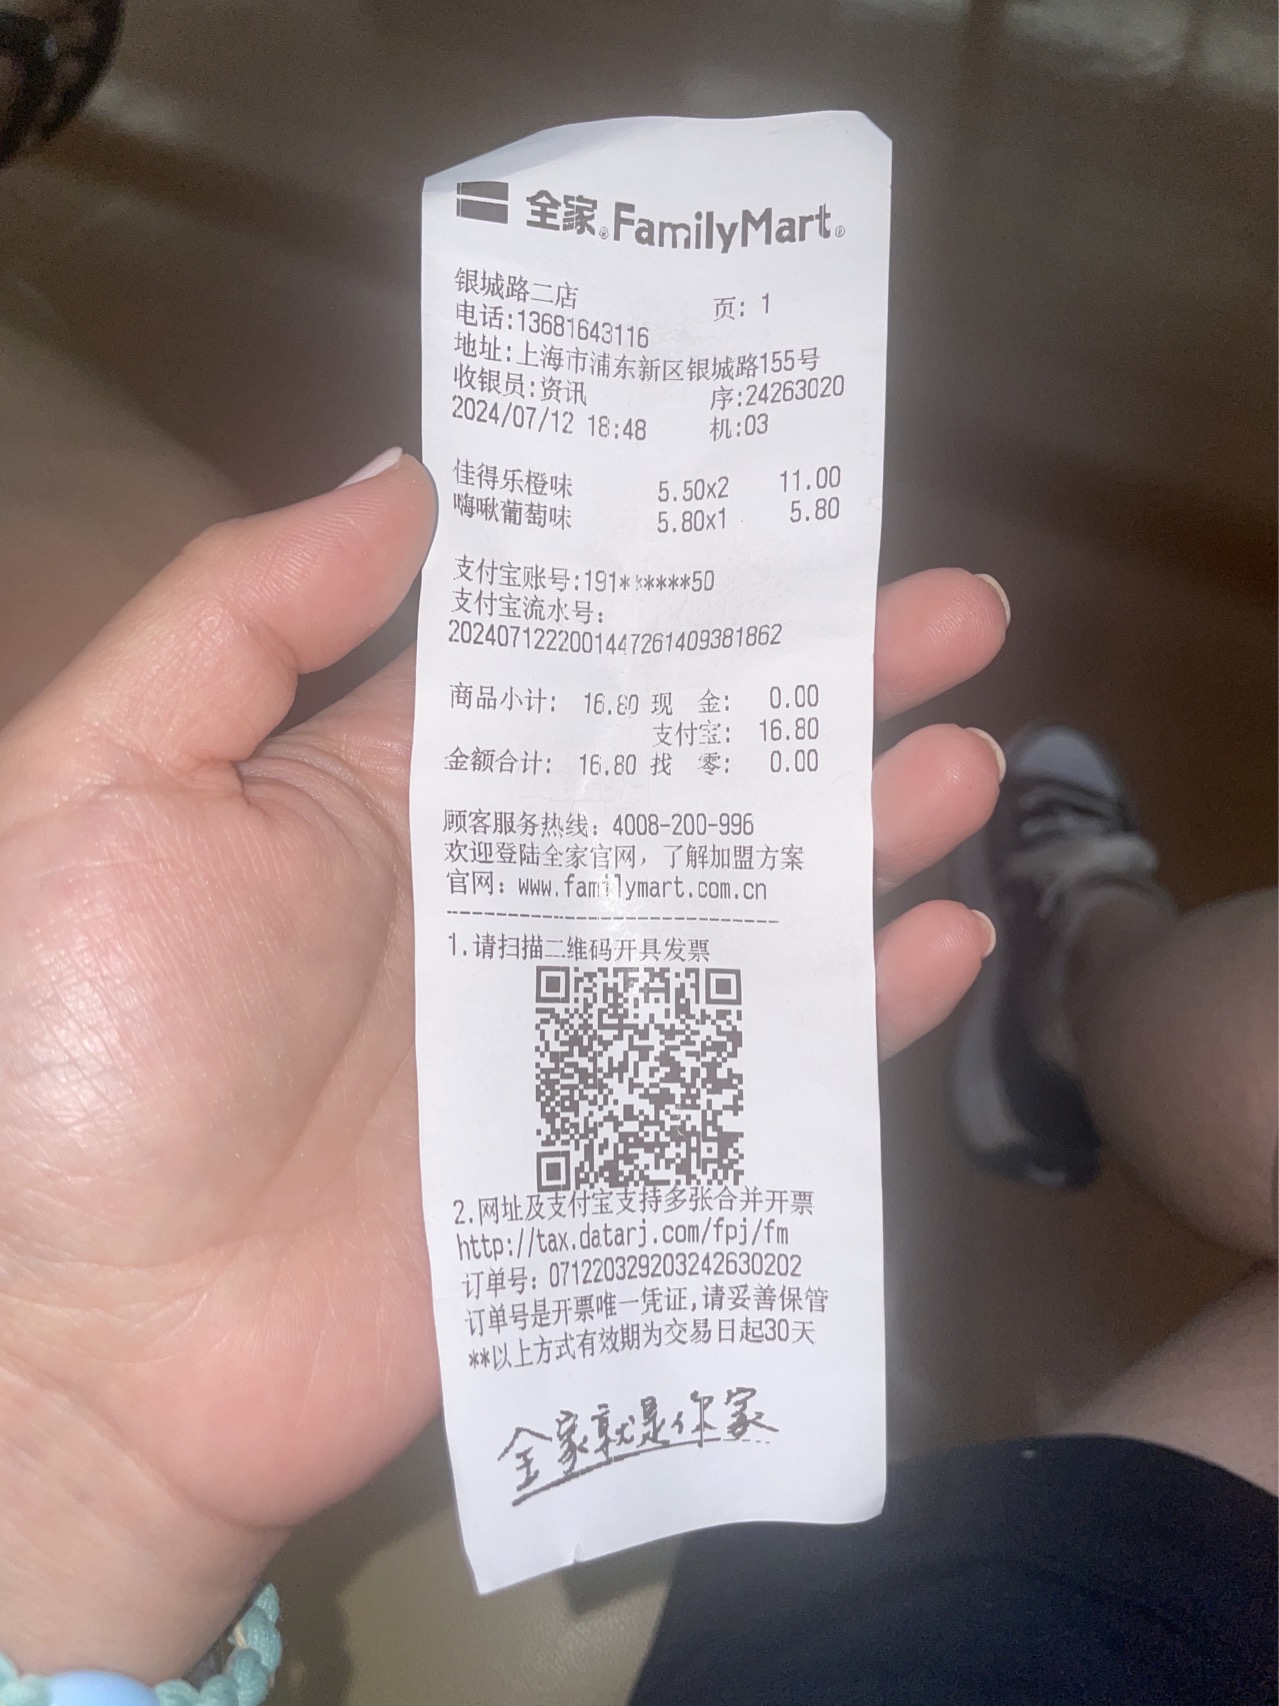 全家®FamilyMart®
银城路二店 页: 1
电话:13681643116
地址:上海市浦东新区银城路155号
收银员:资讯 序:24263020
2024/07/12 18:48 机:03
佳得乐橙味 5.50x2 11.00
嗨啾葡萄味 5.80x1 5.80
支付宝账号:191******50
支付宝流水号:
2024071222001447261409381862
商品小计: 16.80 现 金: 0.00
支付宝: 16.80
金额合计: 16.80 找 零: 0.00
顾客服务热线: 4008-200-996
欢迎登陆全家官网，了解加盟方案
官网: www.familymart.com.cn
1.请扫描二维码开具发票
2.网址及支付宝支持多张合并开票
http://tax.datarj.com/fpj/fm
订单号: 071220329203242630202
订单号是开票唯一凭证,请妥善保管
**以上方式有效期为交易日起30天
全家就是你家